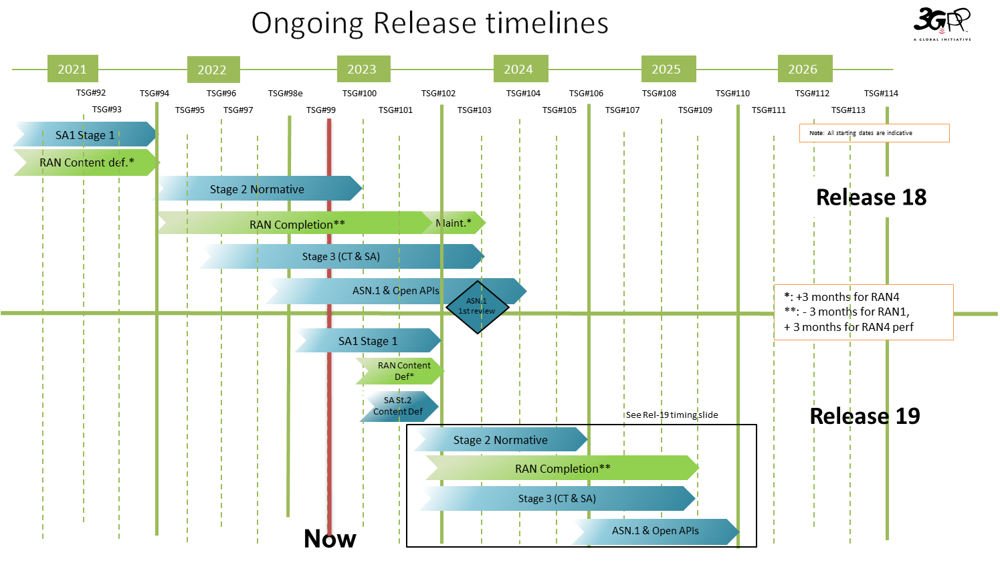 Ongoing Release timelines
3GPP
A GLOBAL INITIATIVE
2021 2022 2023 2024 2025 2026
TSG#92 TSG#94 TSG#96 TSG#98e TSG#100 TSG#102 TSG#104 TSG#106 TSG#108 TSG#110 TSG#112 TSG#114
TSG#93 TSG#95 TSG#97 TSG#99 TSG#101 TSG#103 TSG#105 TSG#107 TSG#109 TSG#111 TSG#113
SA1 Stage 1
Note: All starting dates are indicative
RAN Content def.*
Stage 2 Normative
Release 18
RAN Completion** Maint.*
Stage 3 (CT & SA)
ASN.1 & Open APIs
ASN.1
1st review
*: +3 months for RAN4
**: - 3 months for RAN1,
+ 3 months for RAN4 perf
SA1 Stage 1
RAN Content
Def*
SA St.2
Content Def
See Rel-19 timing slide
Release 19
Stage 2 Normative
RAN Completion**
Stage 3 (CT & SA)
ASN.1 & Open APIs
Now